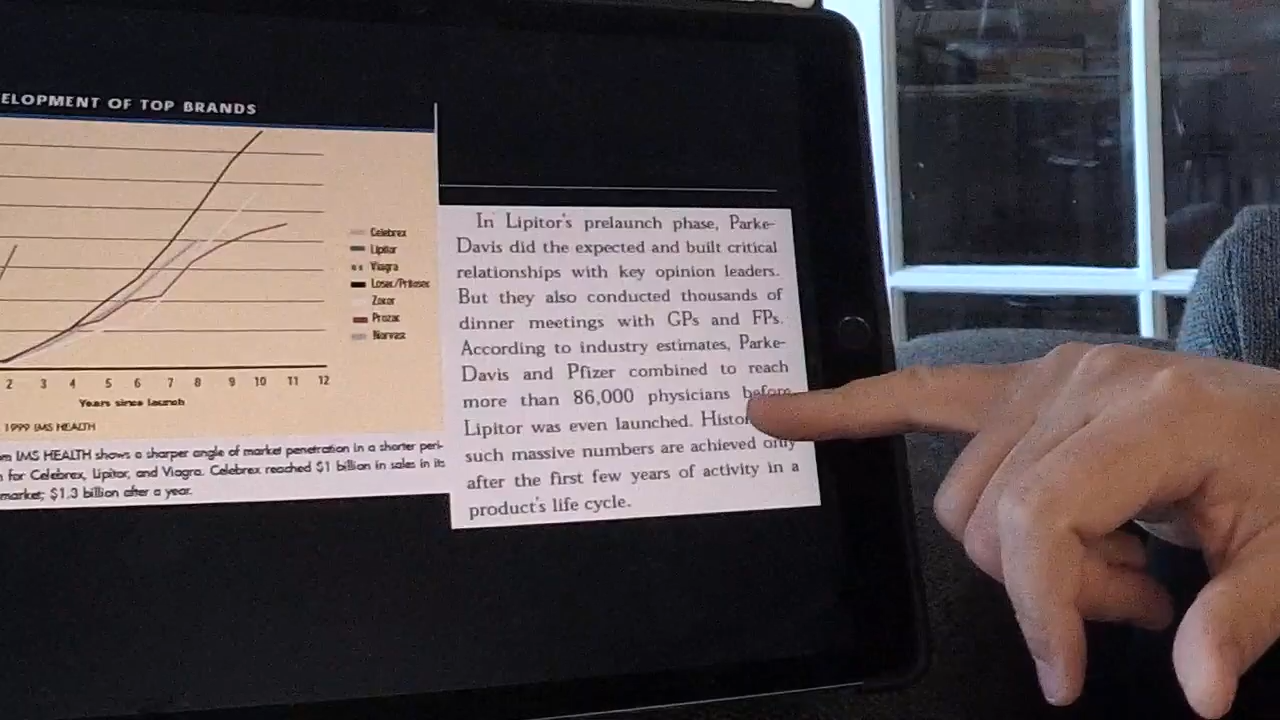 ELOPMENT OF TOP BRANDS
Celebrex
Lipitor
Viagra
Losec/Prilosec
Zocor
Prozac
Norvasc
2 3 4 5 6 7 8 9 10 11 12
Years since launch
1999 IMS HEALTH
m IMS HEALTH shows a sharper angle of market penetration in a shorter peri-
for Celebrex, Lipitor, and Viagra. Celebrex reached $1 billion in sales in its
market; $1.3 billion after a year.
In Lipitor's prelaunch phase, Parke-
Davis did the expected and built critical
relationships with key opinion leaders.
But they also conducted thousands of
dinner meetings with GPs and FPs.
According to industry estimates, Parke-
Davis and Pfizer combined to reach
more than 86,000 physicians before
Lipitor was even launched. Histo
such massive numbers are achieved only
after the first few years of activity in a
product's life cycle.